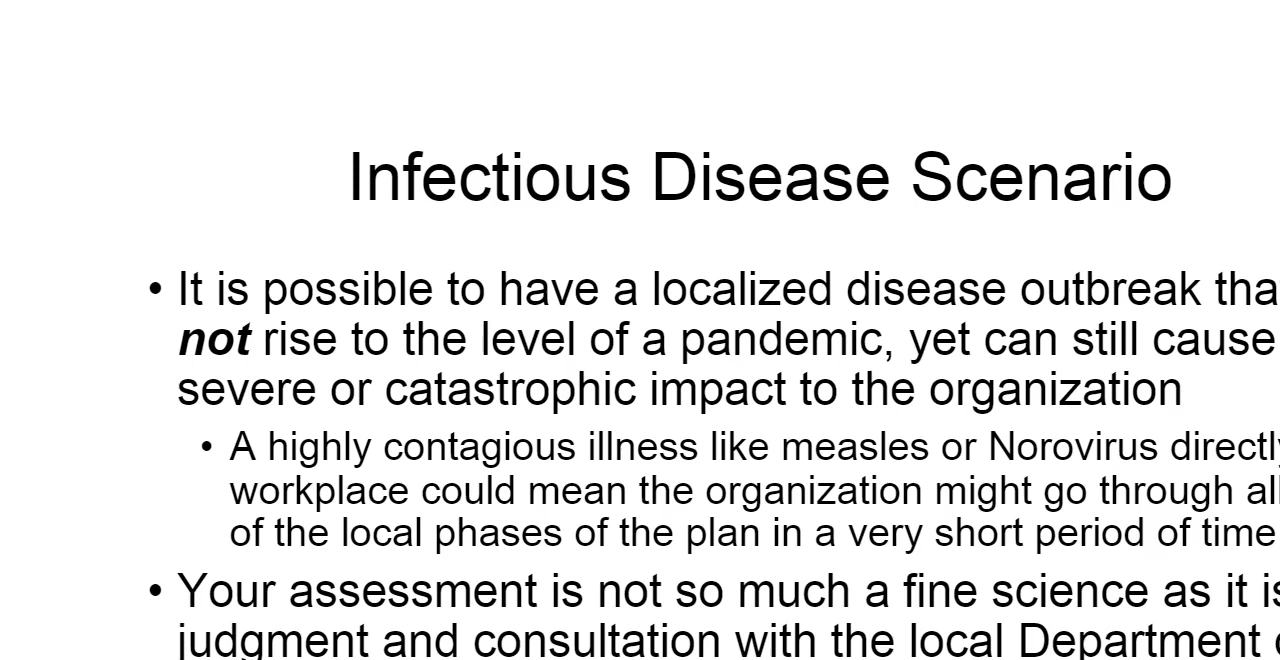 Infectious Disease Scenario
• It is possible to have a localized disease outbreak
not rise to the level of a pandemic, yet can still cause
severe or catastrophic impact to the organization
• A highly contagious illness like measles or Norovirus
workplace could mean the organization might go through
of the local phases of the plan in a very short period of time
• Your assessment is not so much a fine science as it
judgment and consultation with the local Department